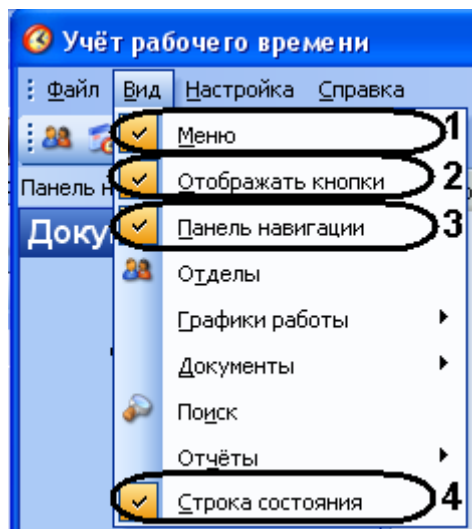 Учёт рабочего времени
Файл Вид Настройка Справка
Меню 1
Отображать кнопки 2
Панель н
Панель навигации 3
Доку
Отделы
Графики работы
Документы
Поиск
Отчёты
Строка состояния 4